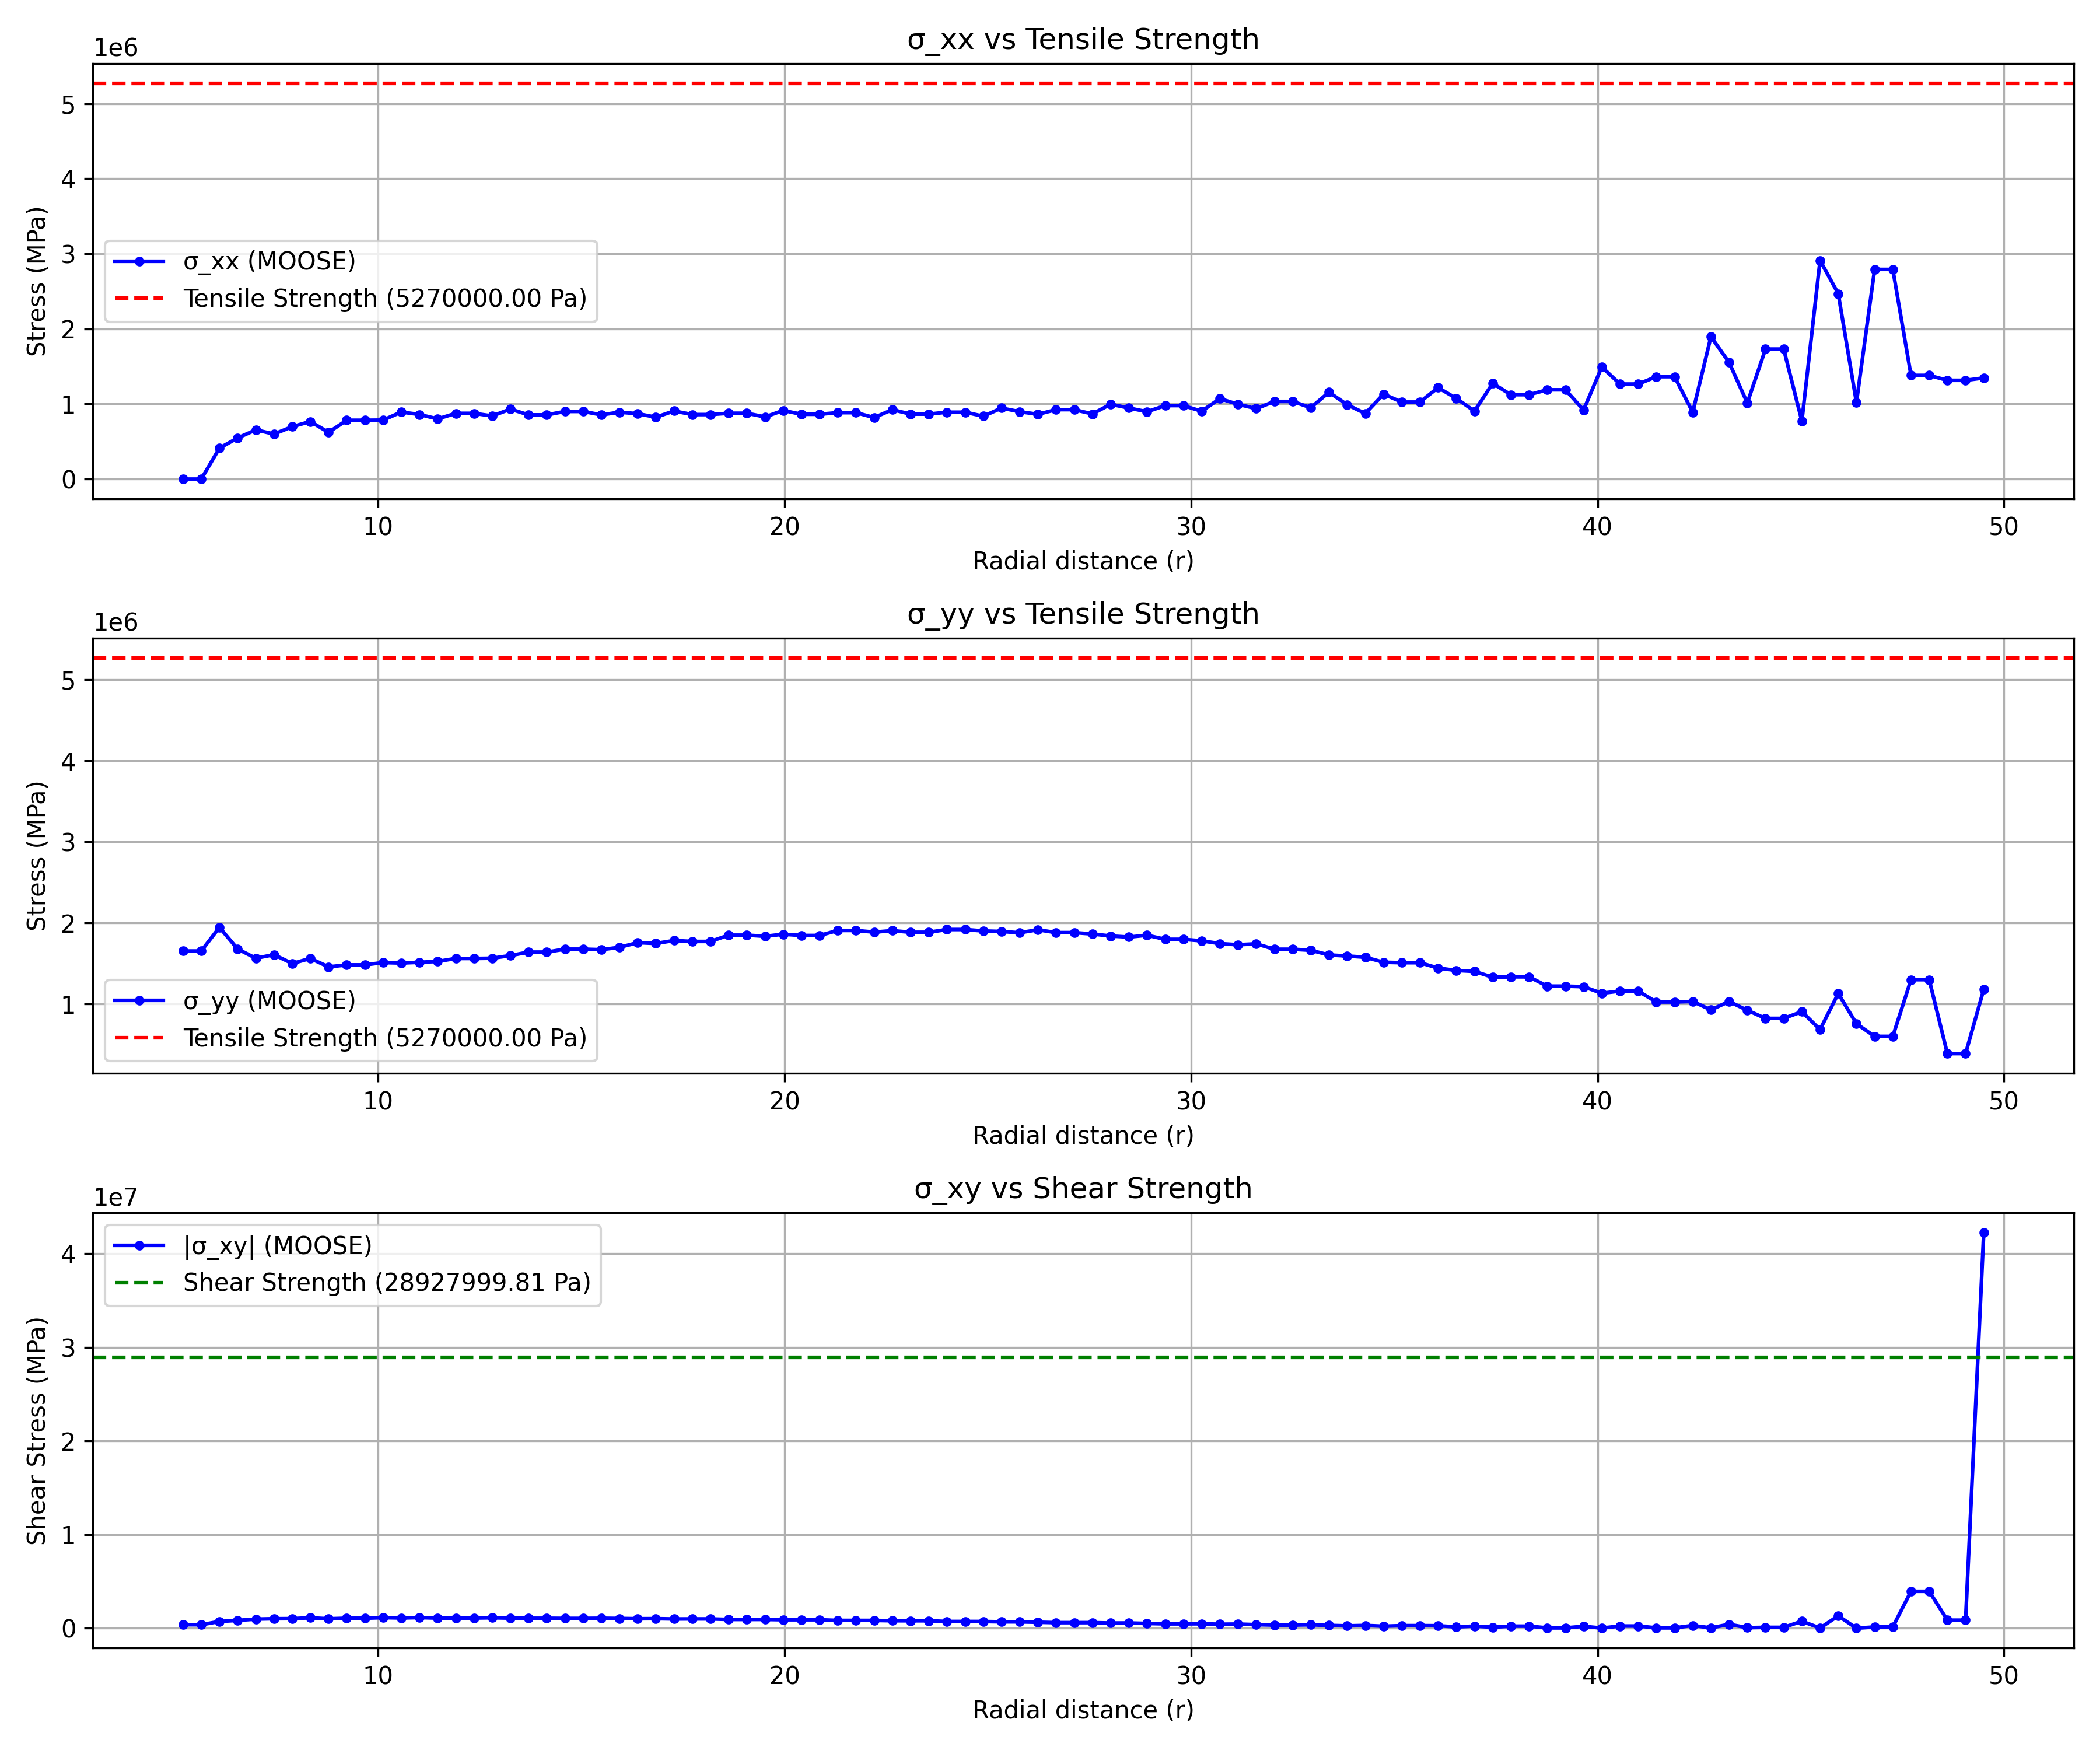 σ_xx vs Tensile Strength
1e6
5
4
3
2
1
0
Stress (MPa)
σ_xx (MOOSE)
Tensile Strength (5270000.00 Pa)
10 20 30 40 50
Radial distance (r)
σ_yy vs Tensile Strength
1e6
5
4
3
2
1
Stress (MPa)
σ_yy (MOOSE)
Tensile Strength (5270000.00 Pa)
10 20 30 40 50
Radial distance (r)
σ_xy vs Shear Strength
1e7
4
3
2
1
0
Shear Stress (MPa)
|σ_xy| (MOOSE)
Shear Strength (28927999.81 Pa)
10 20 30 40 50
Radial distance (r)